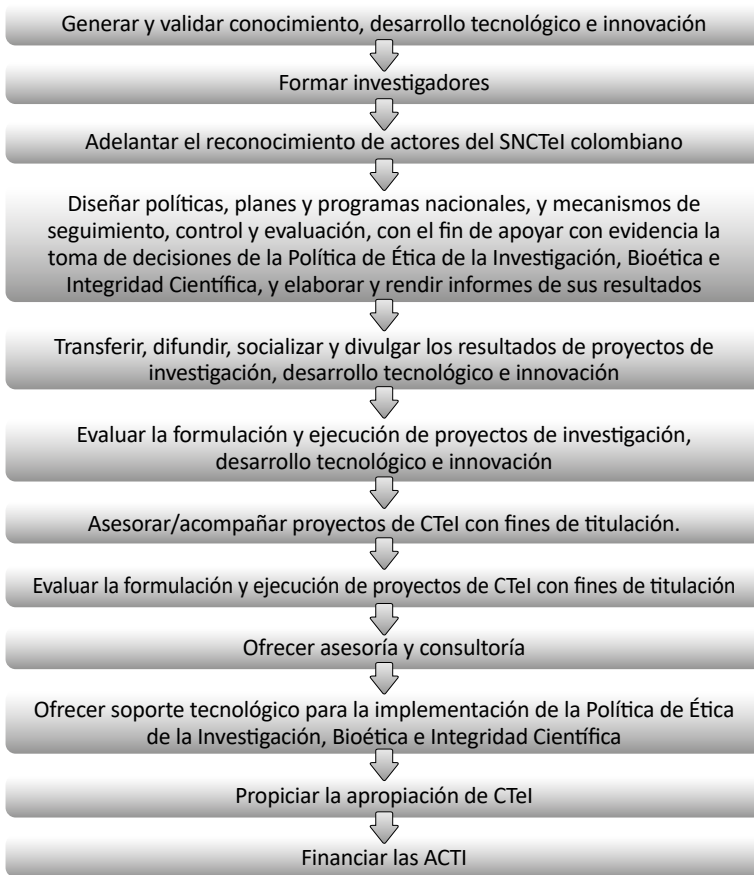 Generar y validar conocimiento, desarrollo tecnológico e innovación
Formar investigadores
Adelantar el reconocimiento de actores del SNCTeI colombiano
Diseñar políticas, planes y programas nacionales, y mecanismos de
seguimiento, control y evaluación, con el fin de apoyar con evidencia la
toma de decisiones de la Política de Ética de la Investigación, Bioética e
Integridad Científica, y elaborar y rendir informes de sus resultados
Transferir, difundir, socializar y divulgar los resultados de proyectos de
investigación, desarrollo tecnológico e innovación
Evaluar la formulación y ejecución de proyectos de investigación,
desarrollo tecnológico e innovación
Asesorar/acompañar proyectos de CTeI con fines de titulación.
Evaluar la formulación y ejecución de proyectos de CTeI con fines de titulación
Ofrecer asesoría y consultoría
Ofrecer soporte tecnológico para la implementación de la Política de Ética
de la Investigación, Bioética e Integridad Científica
Propiciar la apropiación de CTeI
Financiar las ACTI